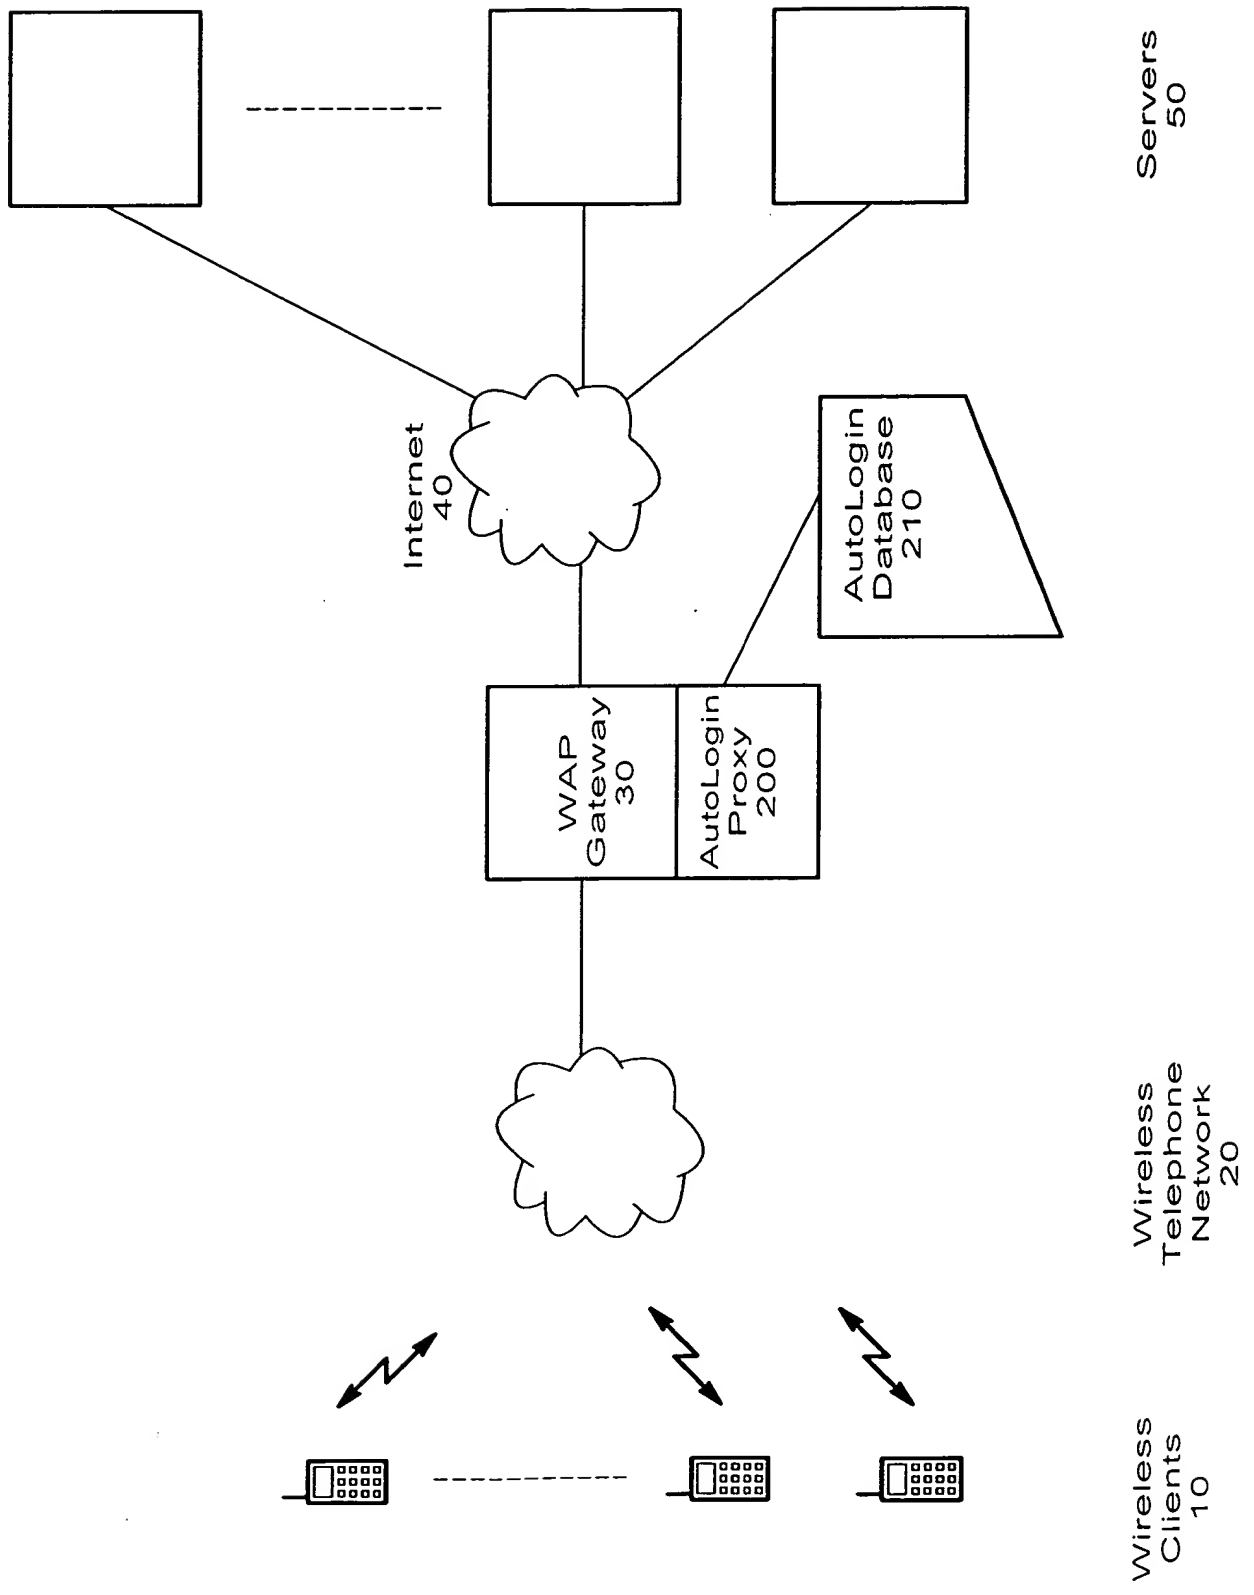 Internet
40
WAP
Gateway
30
AutoLogin
Proxy
200
AutoLogin
Database
210
Wireless
Clients
10
Wireless
Telephone
Network
20
Servers
50